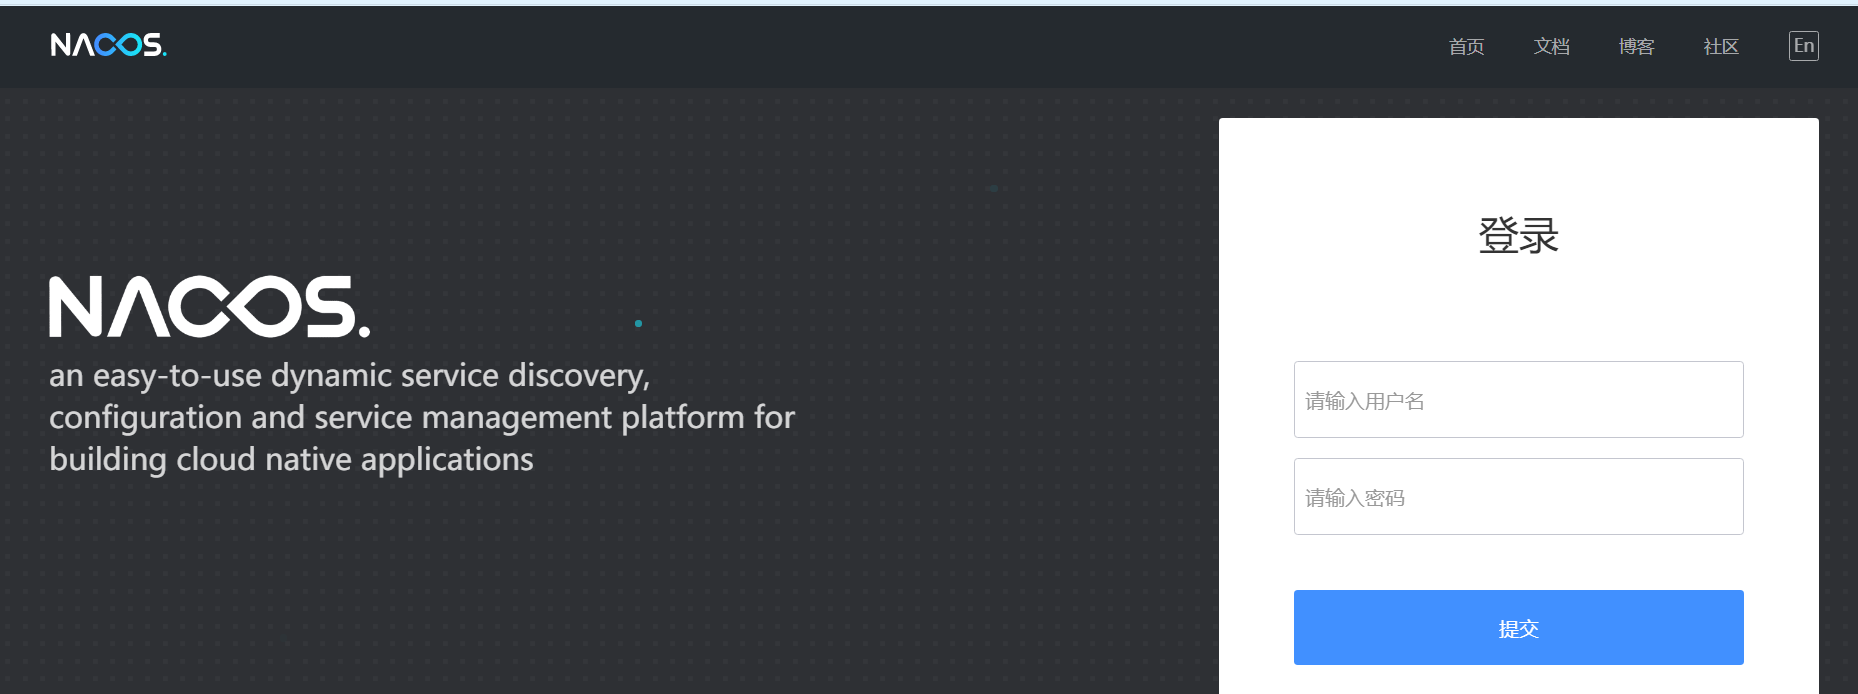 NACOS.
首页
文档
博客
社区
En
NACOS.
an easy-to-use dynamic service discovery,
configuration and service management platform for
building cloud native applications
登录
请输入用户名
请输入密码
提交